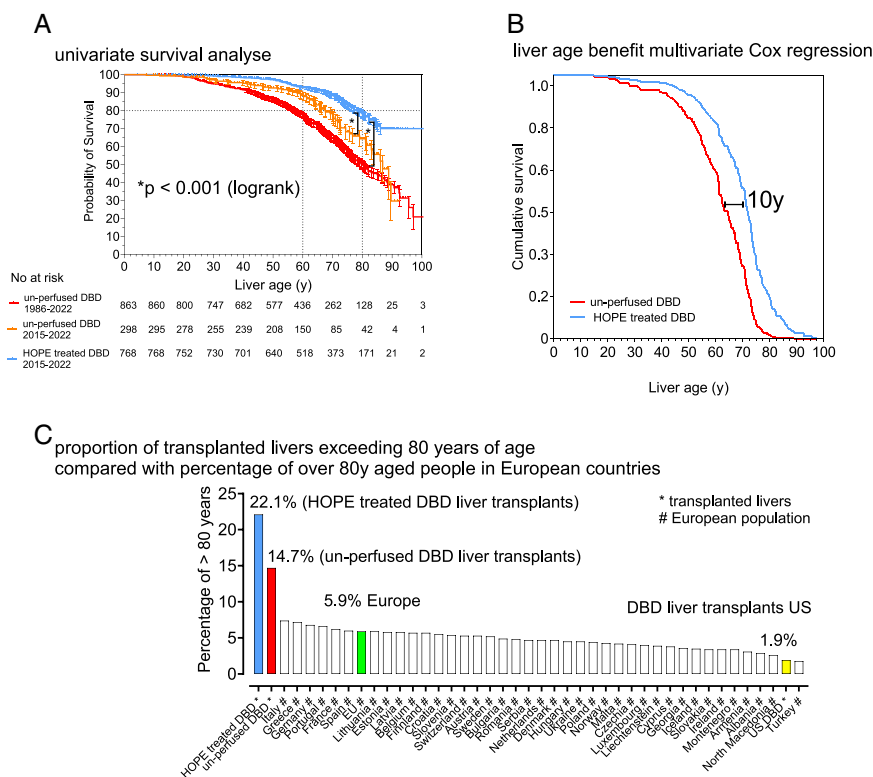 A
univariate survival analyse
Probability of Survival
100
90
80
70
60
50
40
30
20
10
0
*
*
*p < 0.001 (logrank)
0 10 20 30 40 50 60 70 80 90 100
Liver age (y)
No at risk
un-perfused DBD
1986-2022
863 860 800 747 682 577 436 262 128 25 3
un-perfused DBD
2015-2022
298 295 278 255 239 208 150 85 42 4 1
HOPE treated DBD
2015-2022
768 768 752 730 701 640 518 373 171 21 2
B
liver age benefit multivariate Cox regression
Cumulative survival
1.0
0.8
0.6
0.5
0.3
0.2
0
10y
un-perfused DBD
HOPE treated DBD
0 10 20 30 40 50 60 70 80 90 100
Liver age (y)
C
proportion of transplanted livers exceeding 80 years of age
compared with percentage of over 80y aged people in European countries
Percentage of > 80 years
25
20
15
10
5
0
22.1% (HOPE treated DBD liver transplants)
* transplanted livers
# European population
14.7% (un-perfused DBD liver transplants)
5.9% Europe
DBD liver transplants US
1.9%
HOPE treated DBD *
un-perfused DBD *
Italy #
Greece #
Germany #
Portugal #
France #
Spain #
EU #
Lithuania #
Estonia #
Latvia #
Belgium #
Finland #
Croatia #
Slovenia #
Switzerland #
Austria #
Sweden #
Bulgaria #
Romania #
Serbia #
Netherlands #
Denmark #
Hungary #
Ukraine #
Poland #
Norway #
Malta #
Czechia #
Luxembourg #
Liechtenstein #
Cyprus #
Georgia #
Iceland #
Slovakia #
Ireland #
Montenegro #
Armenia #
Albania #
North Macedonia #
US DBD *
Turkey #